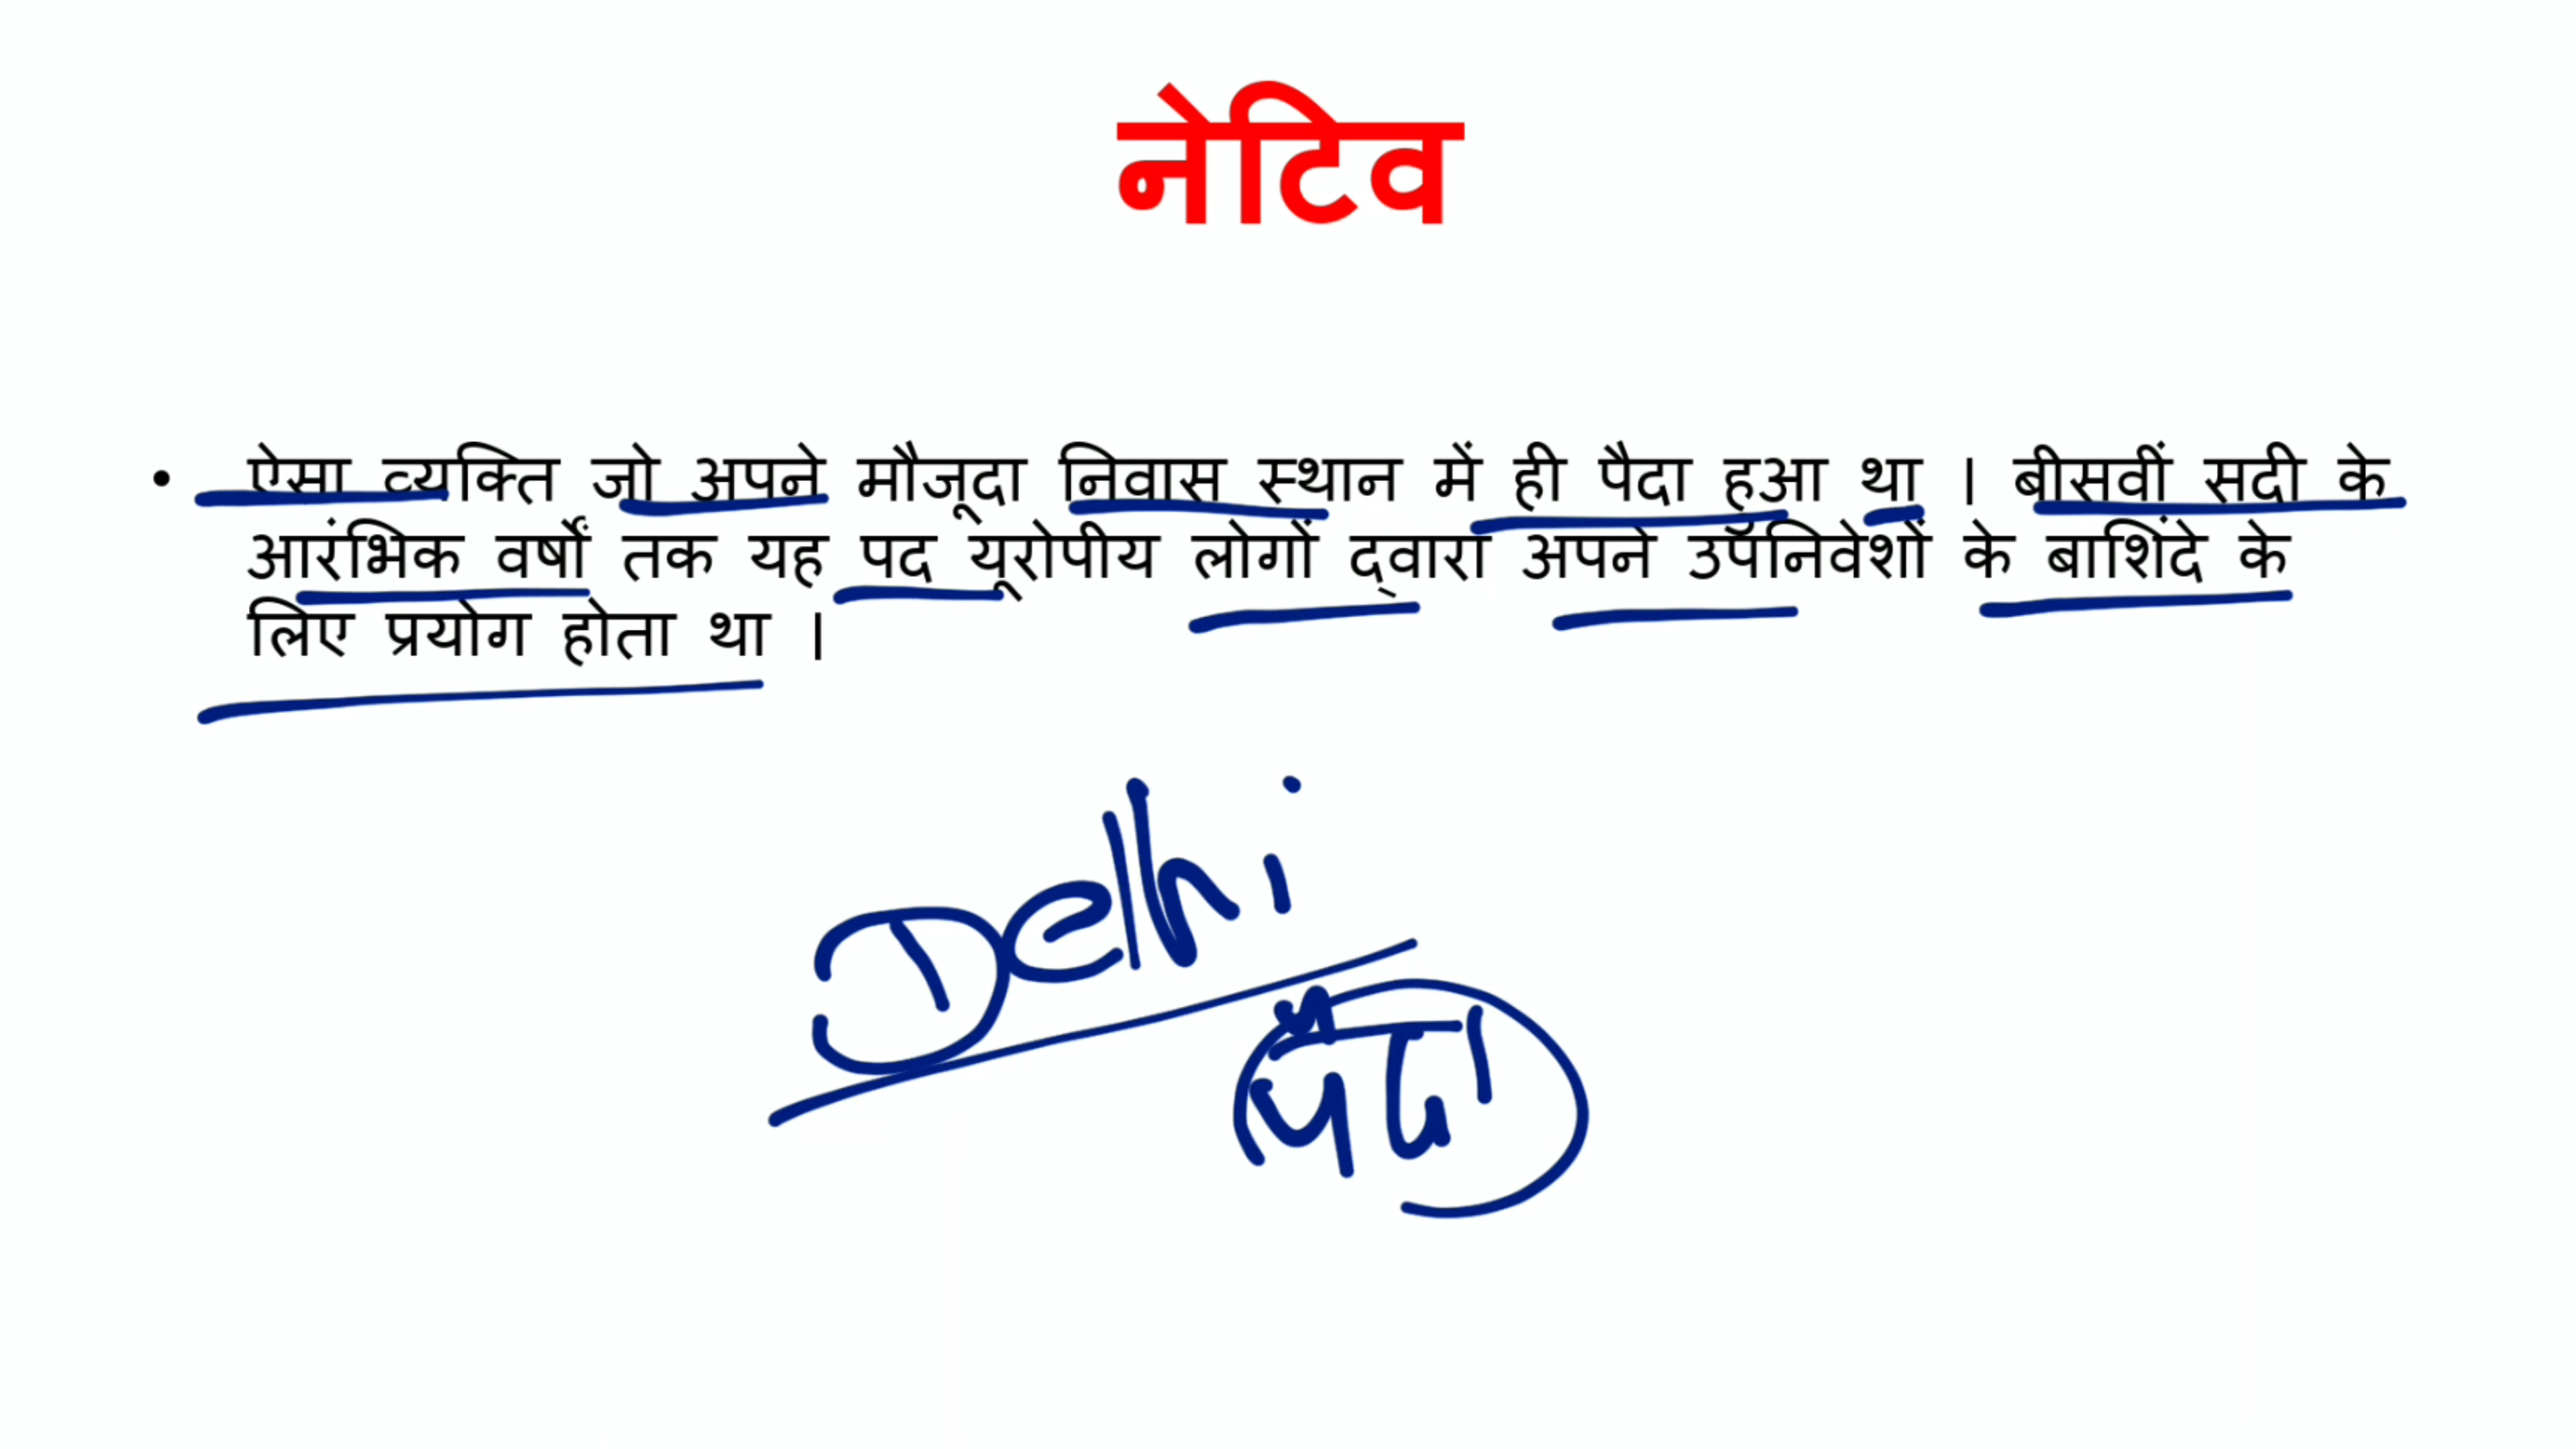 नेटिव
• ऐसा व्यक्ति जो अपने मौजूदा निवास स्थान में ही पैदा हुआ था । बीसवीं सदी के
आरंभिक वर्षों तक यह पद यूरोपीय लोगों द्वारा अपने उपनिवेशों के बाशिंदे के
लिए प्रयोग होता था ।
Delhi
में पैदा